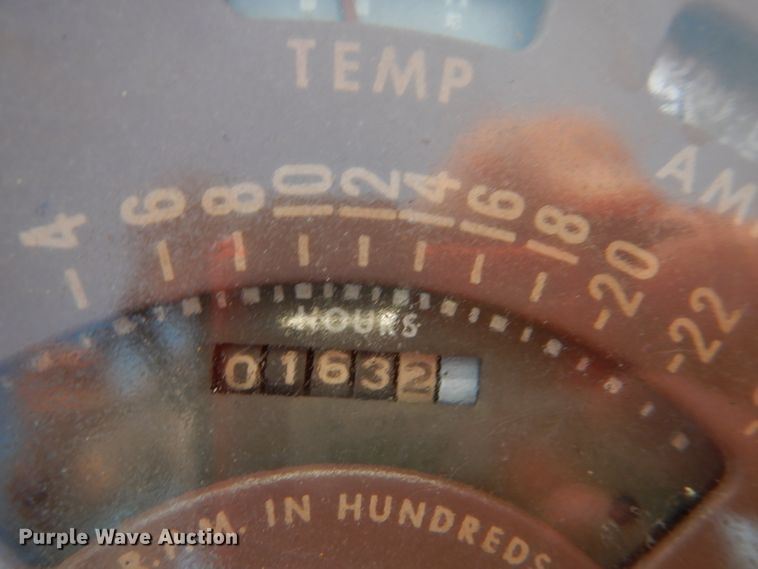 TEMP
AM
4 6 8 10 12 14 16 18 20 22
HOURS
01632
R.P.M. IN HUNDREDS
Purple Wave Auction